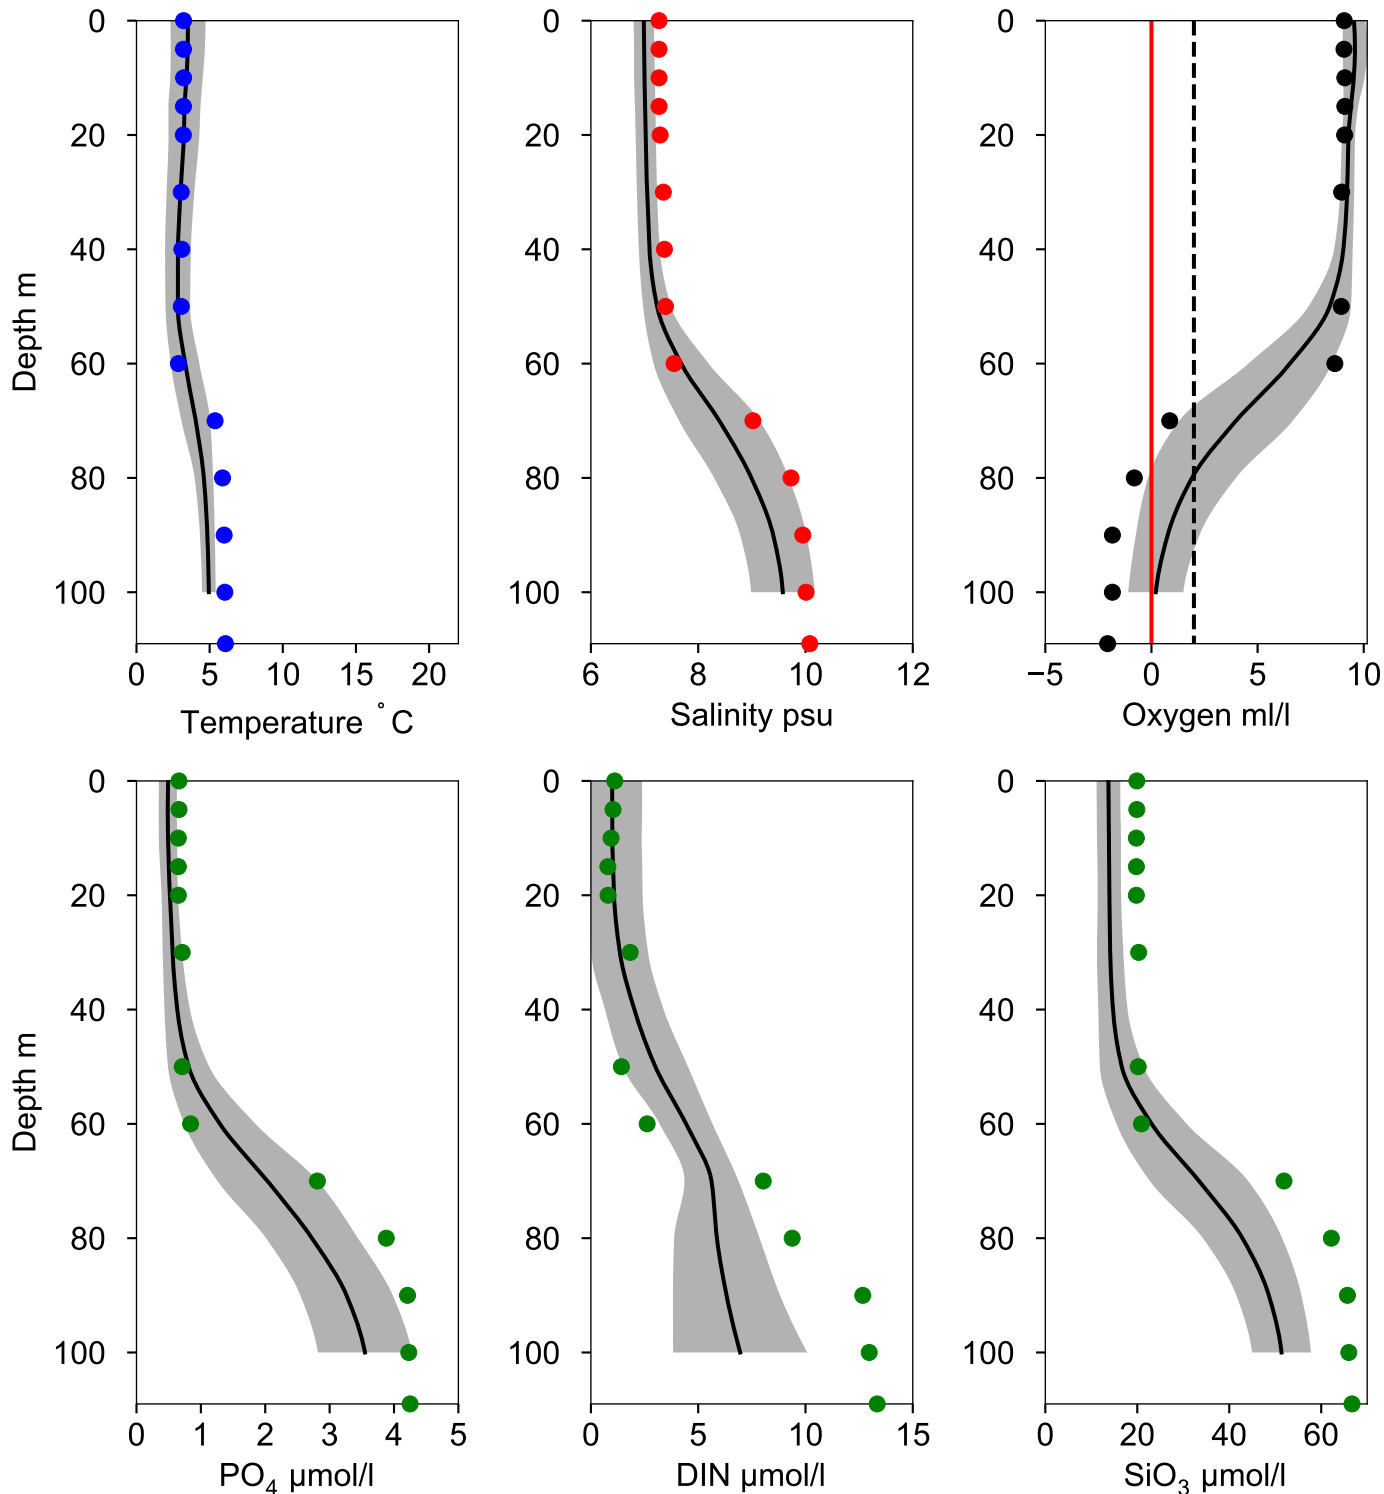 0
20
40
60
80
100
Depth m
0 5 10 15 20
Temperature °C
0
20
40
60
80
100
6 8 10 12
Salinity psu
0
20
40
60
80
100
−5 0 5 10
Oxygen ml/l
0
20
40
60
80
100
Depth m
0 1 2 3 4 5
PO₄ µmol/l
0
20
40
60
80
100
0 5 10 15
DIN µmol/l
0
20
40
60
80
100
0 20 40 60
SiO₃ µmol/l